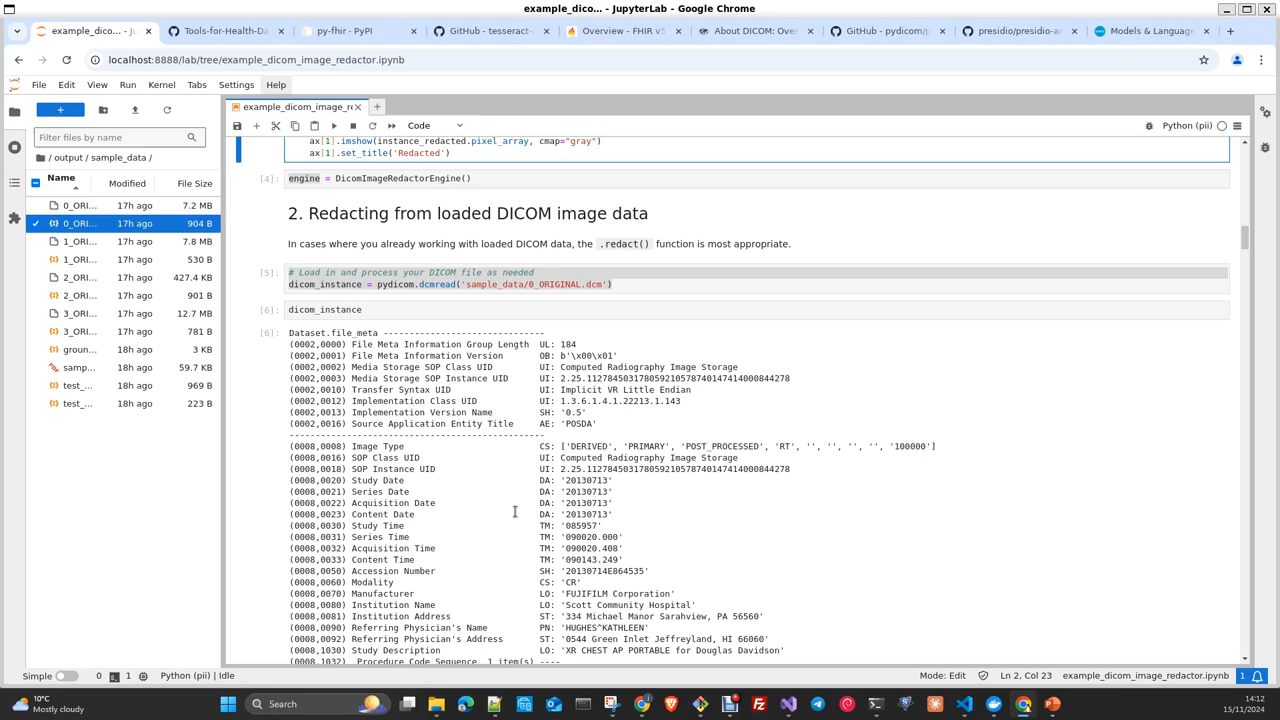 example_dico... - JupyterLab - Google Chrome
example_dico... - Ju
Tools-for-Health-Da
py-fhir · PyPI
GitHub - tesseract-
Overview - FHIR v5
About DICOM: Over
GitHub - pydicom/p
presidio/presidio-ar
Models & Language
localhost:8888/lab/tree/example_dicom_image_redactor.ipynb
File Edit View Run Kernel Tabs Settings Help
example_dicom_image_re
Filter files by name
/ output / sample_data /
Code
Python (pii)
Name Modified File Size
0_ORI... 17h ago 7.2 MB
0_ORI... 17h ago 904 B
1_ORI... 17h ago 7.8 MB
1_ORI... 17h ago 530 B
2_ORI... 17h ago 427.4 KB
2_ORI... 17h ago 901 B
3_ORI... 17h ago 12.7 MB
3_ORI... 17h ago 781 B
groun... 18h ago 3 KB
samp... 18h ago 59.7 KB
test_... 18h ago 969 B
test_... 18h ago 223 B
ax[1].imshow(instance_redacted.pixel_array, cmap="gray")
ax[1].set_title('Redacted')
[4]: engine = DicomImageRedactorEngine()
2. Redacting from loaded DICOM image data
In cases where you already working with loaded DICOM data, the .redact() function is most appropriate.
[5]: # Load in and process your DICOM file as needed
dicom_instance = pydicom.dcmread('sample_data/0_ORIGINAL.dcm')
[6]: dicom_instance
[6]: Dataset.file_meta -------------------------------
(0002,0000) File Meta Information Group Length UL: 184
(0002,0001) File Meta Information Version OB: b'\x00\x01'
(0002,0002) Media Storage SOP Class UID UI: Computed Radiography Image Storage
(0002,0003) Media Storage SOP Instance UID UI: 2.25.112784503178059210578740147414000844278
(0002,0010) Transfer Syntax UID UI: Implicit VR Little Endian
(0002,0012) Implementation Class UID UI: 1.3.6.1.4.1.22213.1.143
(0002,0013) Implementation Version Name SH: '0.5'
(0002,0016) Source Application Entity Title AE: 'POSDA'
-------------------------------------------------
(0008,0008) Image Type CS: ['DERIVED', 'PRIMARY', 'POST_PROCESSED', 'RT', '', '', '', '', '100000']
(0008,0016) SOP Class UID UI: Computed Radiography Image Storage
(0008,0018) SOP Instance UID UI: 2.25.112784503178059210578740147414000844278
(0008,0020) Study Date DA: '20130713'
(0008,0021) Series Date DA: '20130713'
(0008,0022) Acquisition Date DA: '20130713'
(0008,0023) Content Date DA: '20130713'
(0008,0030) Study Time TM: '085957'
(0008,0031) Series Time TM: '090020.000'
(0008,0032) Acquisition Time TM: '090020.408'
(0008,0033) Content Time TM: '090143.249'
(0008,0050) Accession Number SH: '20130714E864535'
(0008,0060) Modality CS: 'CR'
(0008,0070) Manufacturer LO: 'FUJIFILM Corporation'
(0008,0080) Institution Name LO: 'Scott Community Hospital'
(0008,0081) Institution Address ST: '334 Michael Manor Sarahview, PA 56560'
(0008,0090) Referring Physician's Name PN: 'HUGHES^KATHLEEN'
(0008,0092) Referring Physician's Address ST: '0544 Green Inlet Jeffreyland, HI 66060'
(0008,1030) Study Description LO: 'XR CHEST AP PORTABLE for Douglas Davidson'
(0008,1032) Procedure Code Sequence 1 item(s) ----
Simple 0 1 Python (pii) | Idle
Mode: Edit Ln 2, Col 23 example_dicom_image_redactor.ipynb 1
10°C
Mostly cloudy
Search
14:12
15/11/2024